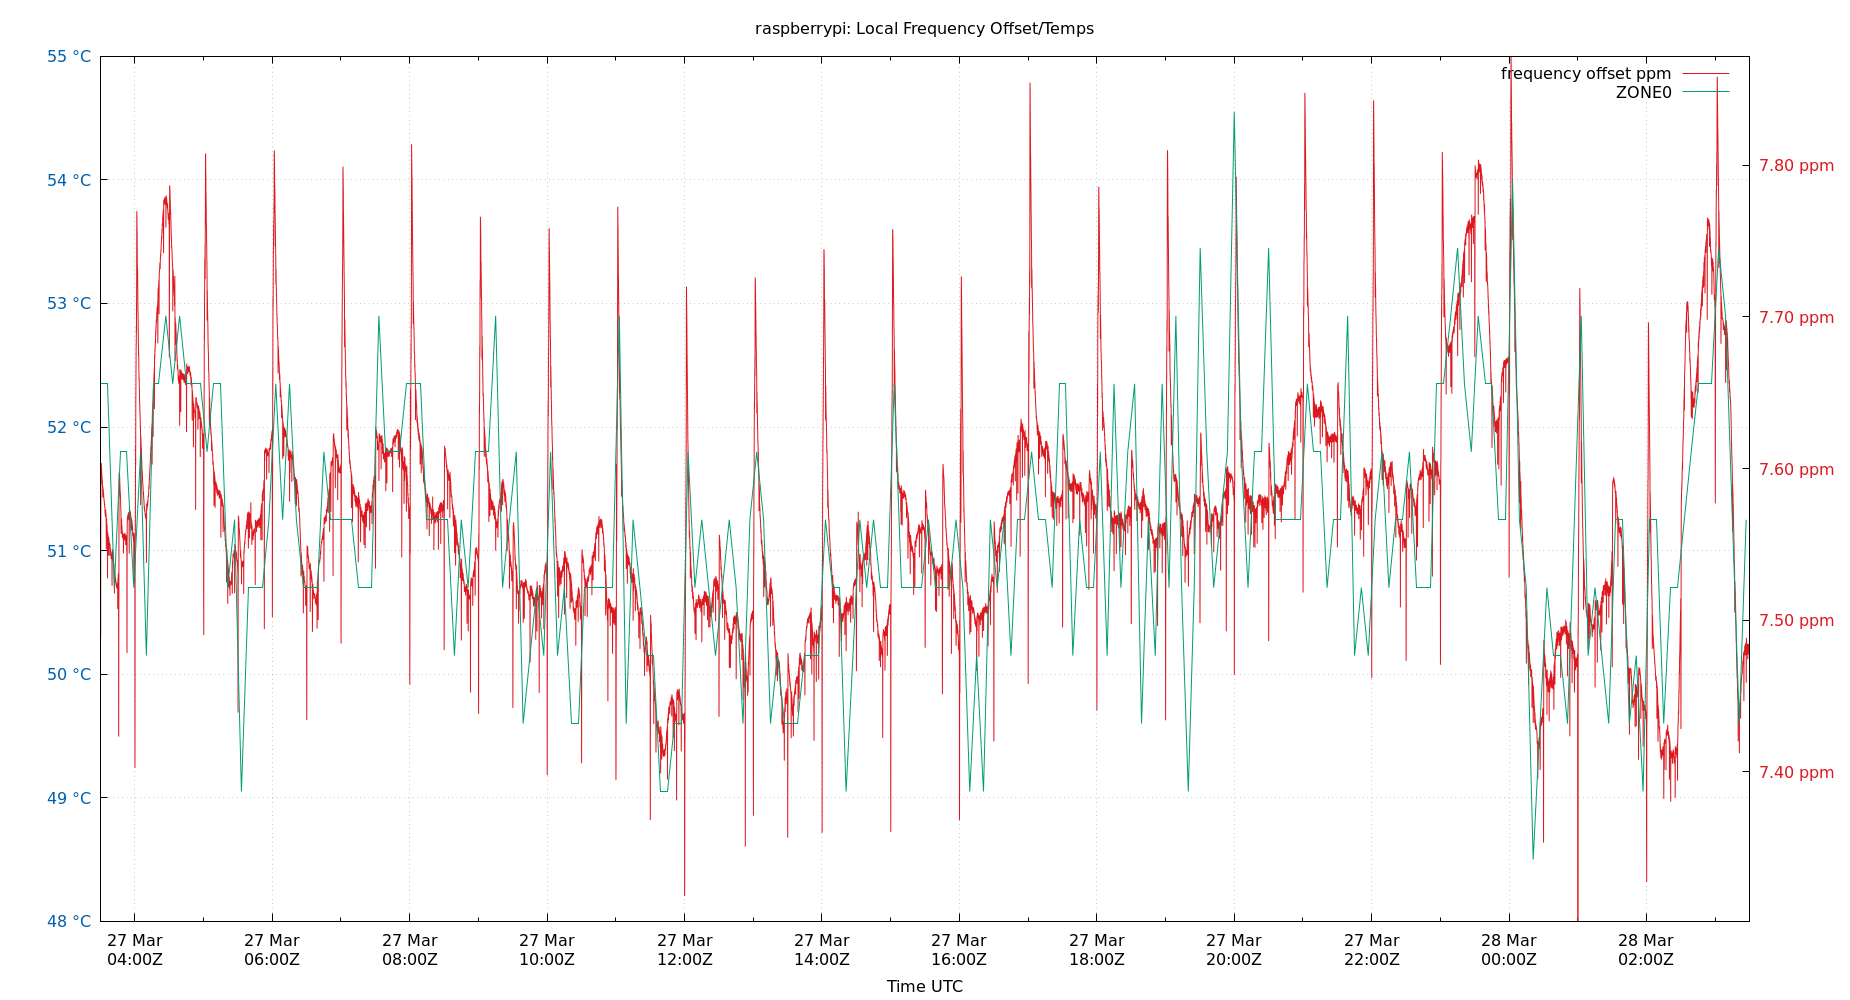 raspberrypi: Local Frequency Offset/Temps
frequency offset ppm
ZONE0
55 °C
54 °C
53 °C
52 °C
51 °C
50 °C
49 °C
48 °C
7.80 ppm
7.70 ppm
7.60 ppm
7.50 ppm
7.40 ppm
27 Mar 27 Mar 27 Mar 27 Mar 27 Mar 27 Mar 27 Mar 27 Mar 27 Mar 27 Mar 28 Mar 28 Mar
04:00Z 06:00Z 08:00Z 10:00Z 12:00Z 14:00Z 16:00Z 18:00Z 20:00Z 22:00Z 00:00Z 02:00Z
Time UTC